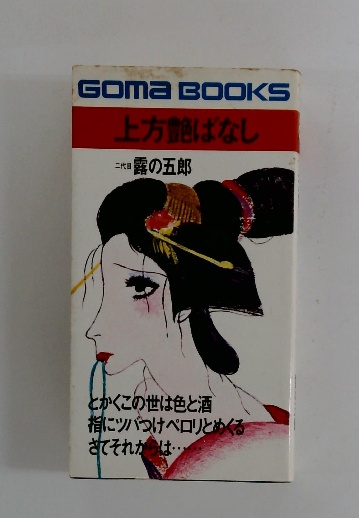 GOMA BOOKS
上方艶ばなし
二代目 露の五郎
とかくこの世は色と酒
指にツバつけペロリとめくる
さてそれからは…